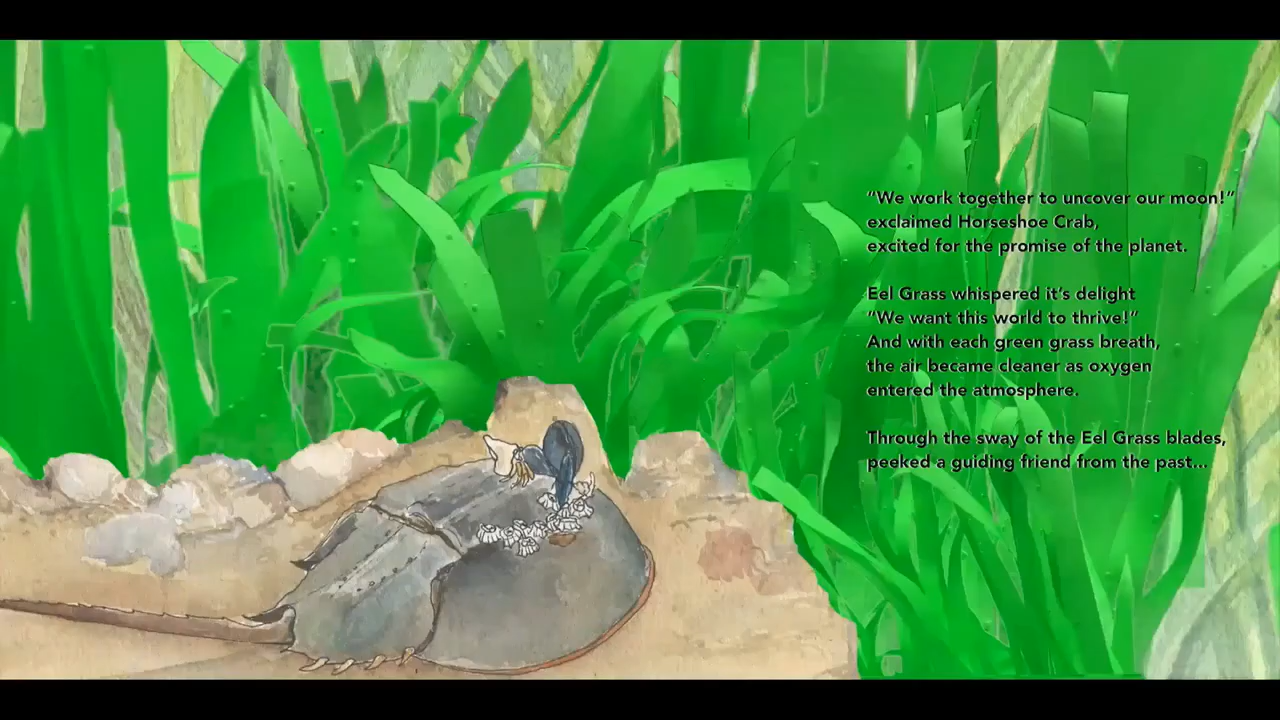 "We work together to uncover our moon!"
exclaimed Horseshoe Crab,
excited for the promise of the planet.
Eel Grass whispered it's delight
"We want this world to thrive!"
And with each green grass breath,
the air became cleaner as oxygen
entered the atmosphere.
Through the sway of the Eel Grass blades,
peeked a guiding friend from the past...